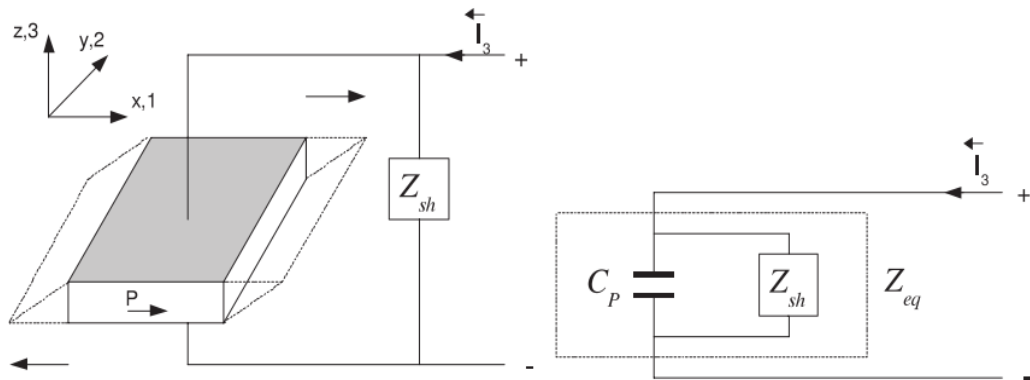 z,3
y,2
x,1
I3
+
Zsh
P
-
I3
+
CP
Zsh
Zeq
-